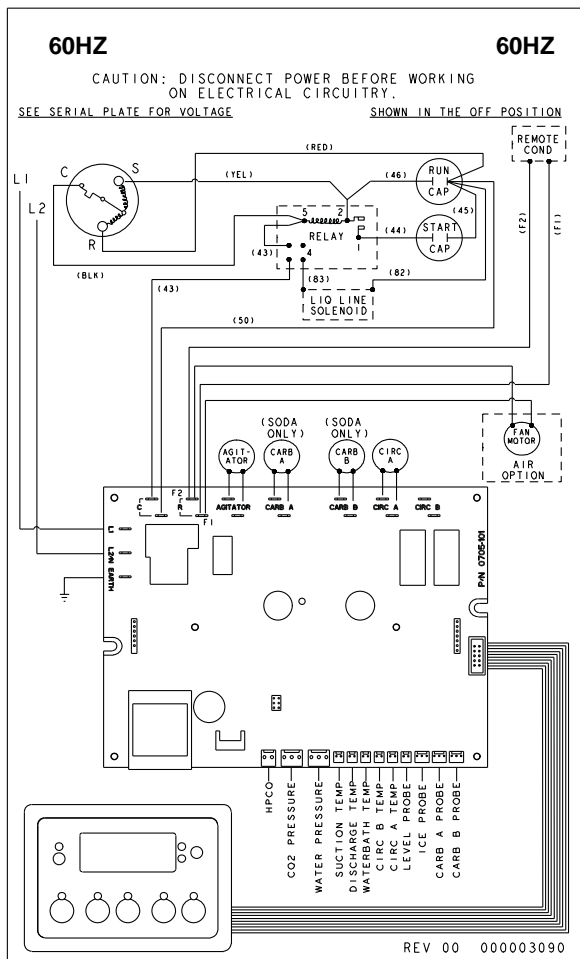 60HZ 60HZ
CAUTION: DISCONNECT POWER BEFORE WORKING
ON ELECTRICAL CIRCUITRY.
SEE SERIAL PLATE FOR VOLTAGE
SHOWN IN THE OFF POSITION
REMOTE
COND
L1
L2
C
S
R
(RED)
(YEL)
(46)
RUN
CAP
(45)
5
2
RELAY
1
(44)
START
CAP
(F2)
(F1)
(43)
4
(BLK)
(43)
(83)
(82)
LIQ LINE
SOLENOID
(50)
(SODA
ONLY)
(SODA
ONLY)
AGIT-
ATOR
CARB
A
CARB
B
CIRC
A
FAN
MOTOR
AIR
OPTION
C
F2
R
F1
AGITATOR
CARB A
CARB B
CIRC A
CIRC B
L1
L2/N
EARTH
P/N 0705-101
HPCO
CO2 PRESSURE
WATER PRESSURE
SUCTION TEMP
DISCHARGE TEMP
WATERBATH TEMP
CIRC B TEMP
CIRC A TEMP
LEVEL PROBE
ICE PROBE
CARB A PROBE
CARB B PROBE
REV 00 000003090